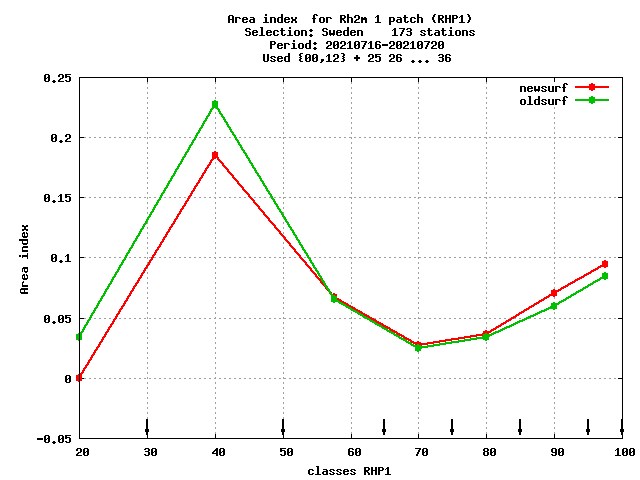 Area index  for Rh2m 1 patch (RHP1)
Selection: Sweden    173 stations
Period: 20210716-20210720
Used {00,12} + 25 26 ... 36
newsurf
oldsurf
0.25
0.2
0.15
0.1
0.05
0
-0.05
Area index
20 30 40 50 60 70 80 90 100
classes RHP1